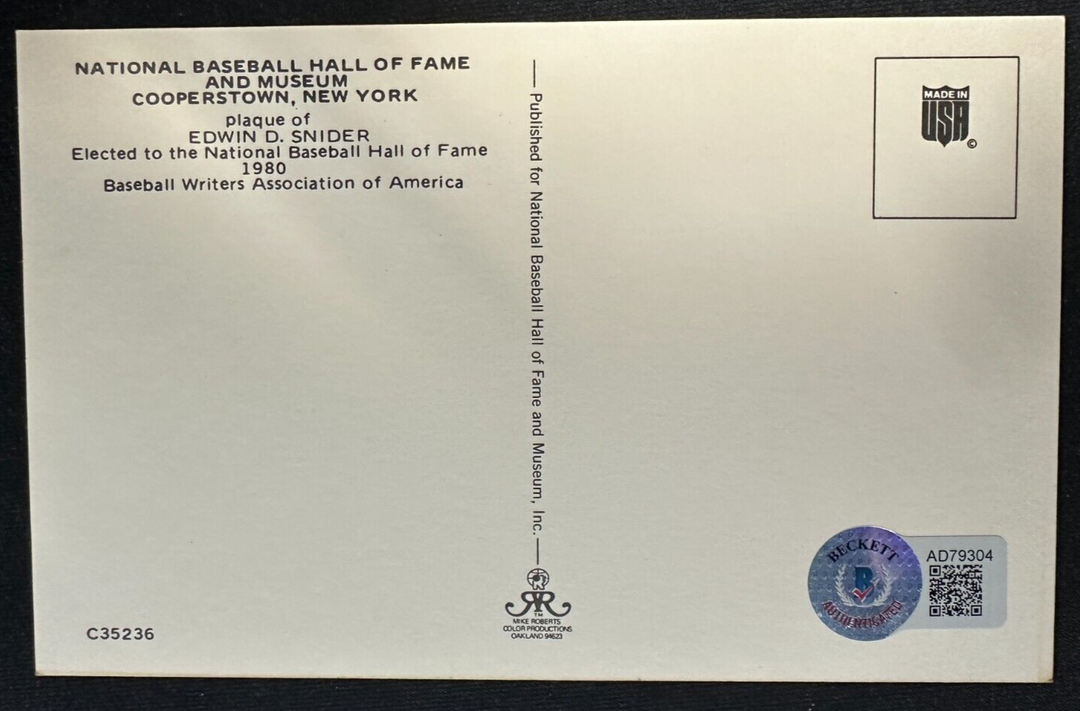 NATIONAL BASEBALL HALL OF FAME
AND MUSEUM
COOPERSTOWN, NEW YORK
plaque of
EDWIN D. SNIDER
Elected to the National Baseball Hall of Fame
1980
Baseball Writers Association of America
Published for National Baseball Hall of Fame and Museum, Inc.
MADE IN
USA
©
BECKETT
B
AUTHENTICATED
AD79304
R R
TM
MIKE ROBERTS
COLOR PRODUCTIONS
OAKLAND 94623
C35236